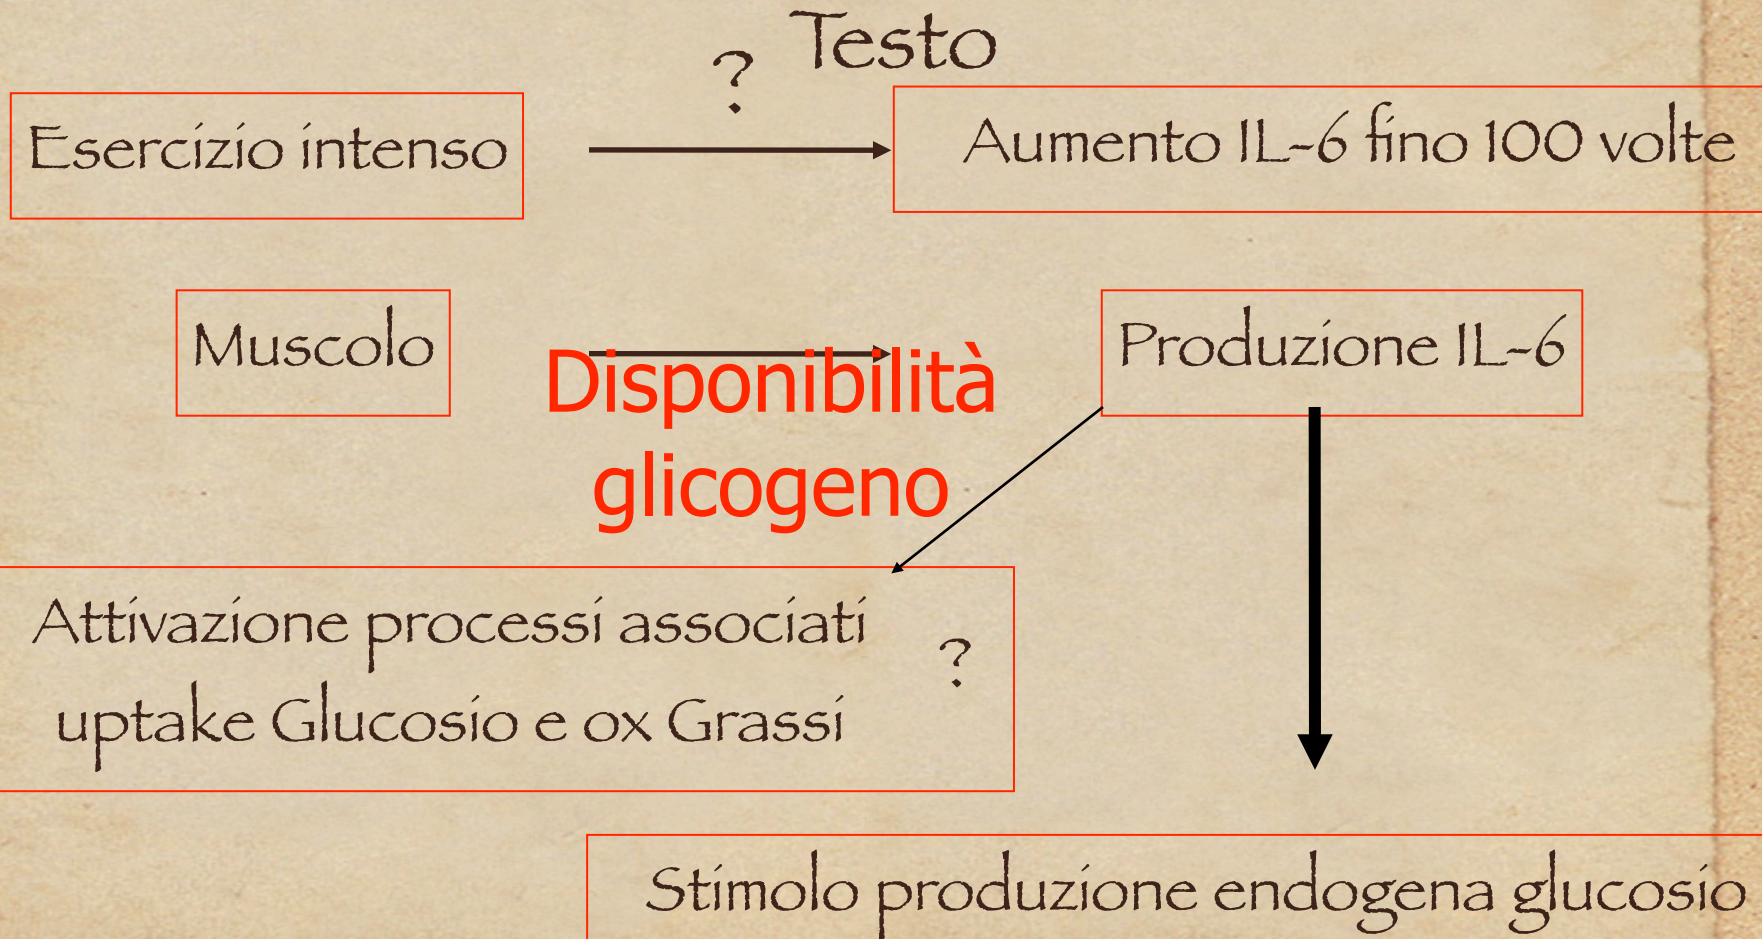 Testo
?
Esercizio intenso
Aumento IL-6 fino 100 volte
Muscolo
Disponibilità
glicogeno
Produzione IL-6
Attivazione processi associati
uptake Glucosio e ox Grassi
?
Stimolo produzione endogena glucosio